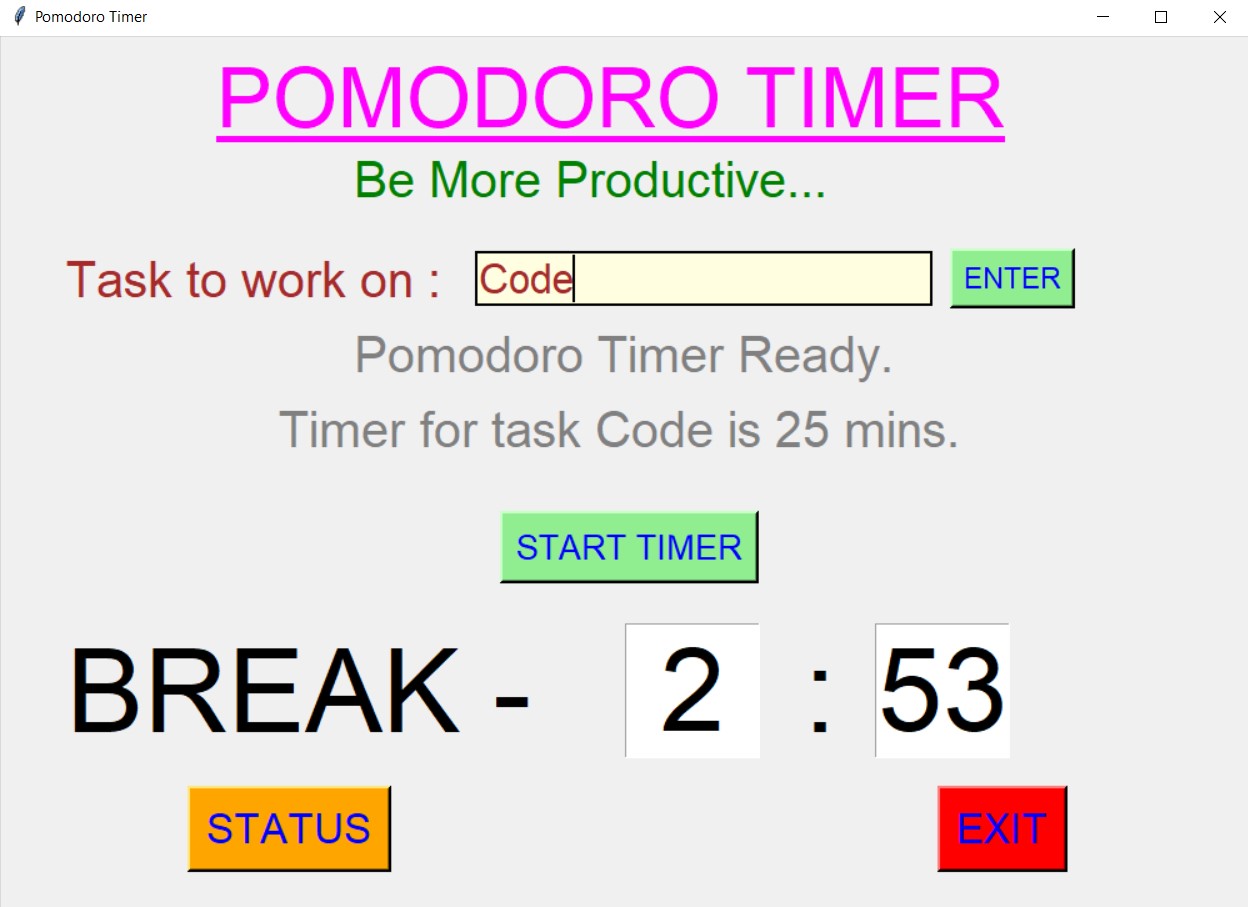 Pomodoro Timer
POMODORO TIMER
Be More Productive...
Task to work on : Code ENTER
Pomodoro Timer Ready.
Timer for task Code is 25 mins.
START TIMER
BREAK - 2 : 53
STATUS EXIT